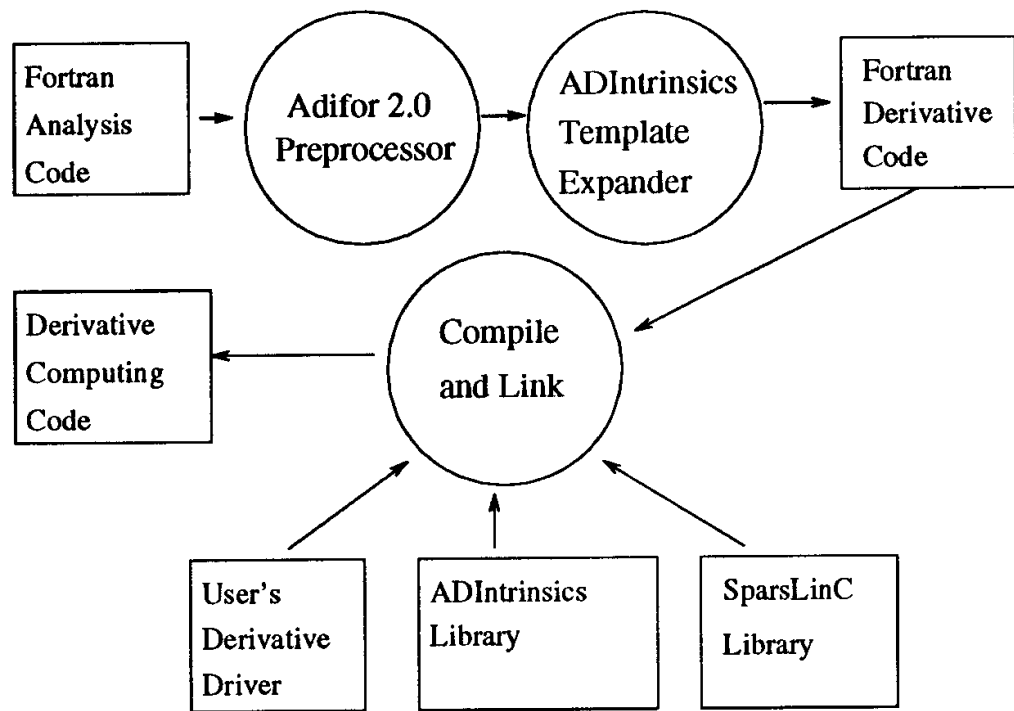 Fortran
Analysis
Code
Adifor 2.0
Preprocessor
ADIntrinsics
Template
Expander
Fortran
Derivative
Code
Derivative
Computing
Code
Compile
and Link
User's
Derivative
Driver
ADIntrinsics
Library
SparsLinC
Library